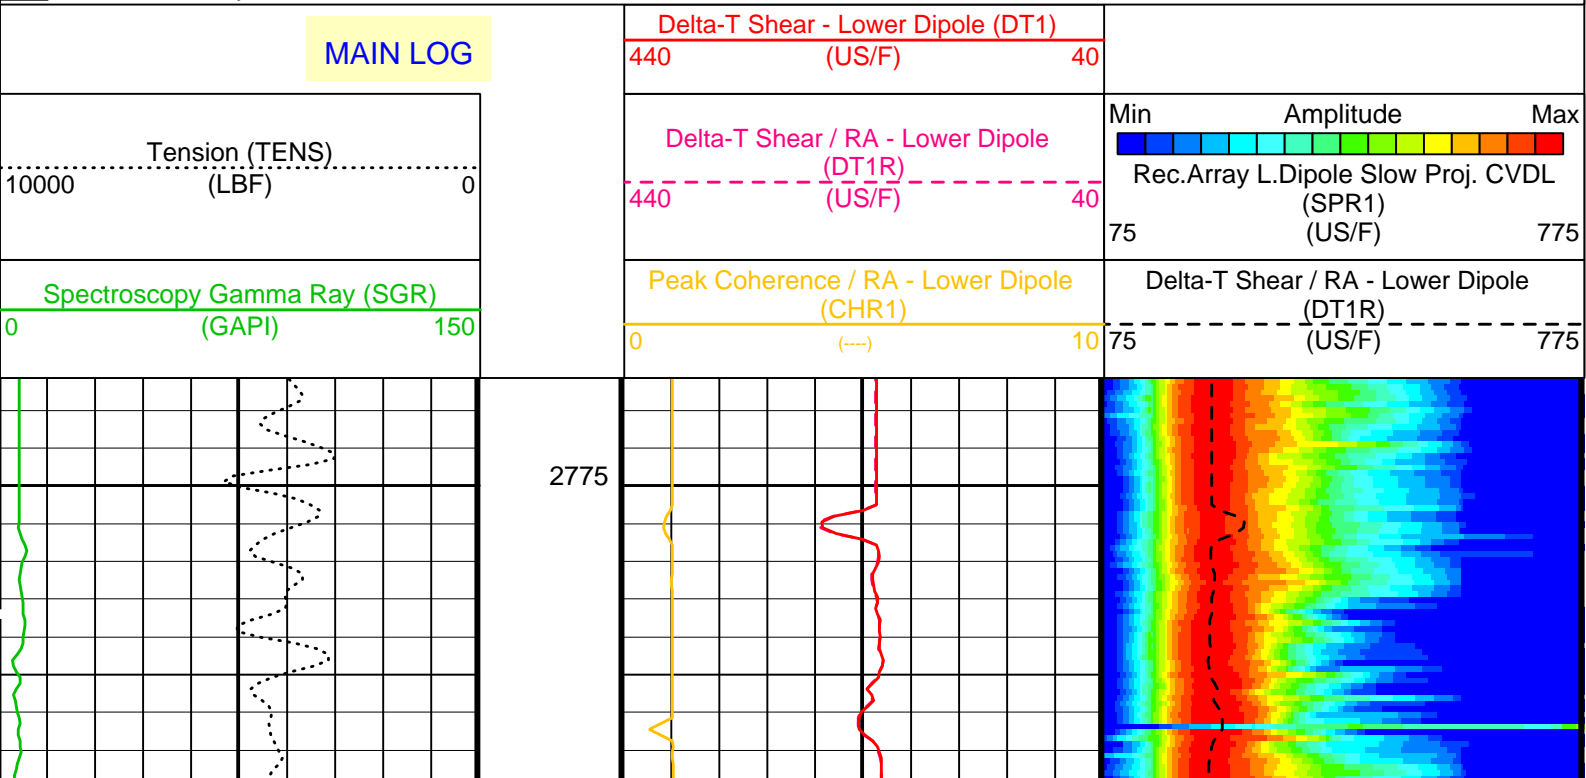 MAIN LOG
Delta-T Shear - Lower Dipole (DT1)
440 (US/F) 40
Tension (TENS)
10000 (LBF) 0
Delta-T Shear / RA - Lower Dipole
(DT1R)
440 (US/F) 40
Min Amplitude Max
Rec.Array L.Dipole Slow Proj. CVDL
(SPR1)
75 (US/F) 775
Spectroscopy Gamma Ray (SGR)
0 (GAPI) 150
Peak Coherence / RA - Lower Dipole
(CHR1)
0 (----) 10
Delta-T Shear / RA - Lower Dipole
(DT1R)
75 (US/F) 775
2775